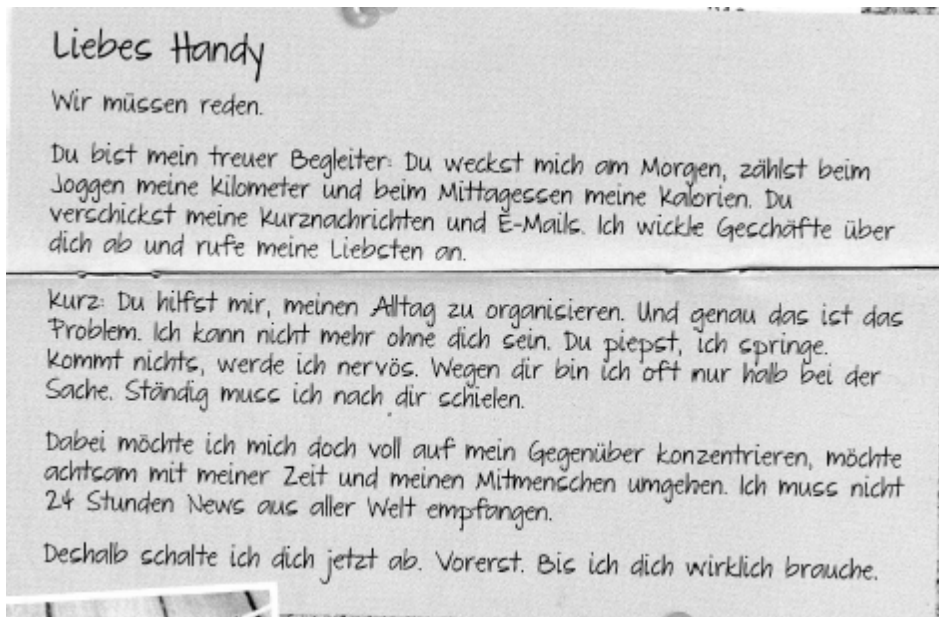 Liebes Handy
Wir müssen reden.
Du bist mein treuer Begleiter: Du weckst mich am Morgen, zählst beim
Joggen meine Kilometer und beim Mittagessen meine Kalorien. Du
verschickst meine Kurznachrichten und E-Mails. Ich wickle Geschäfte über
dich ab und rufe meine Liebsten an.
Kurz: Du hilfst mir, meinen Alltag zu organisieren. Und genau das ist das
Problem. Ich kann nicht mehr ohne dich sein. Du piepst, ich springe.
Kommt nichts, werde ich nervös. Wegen dir bin ich oft nur halb bei der
Sache. Ständig muss ich nach dir schielen.
Dabei möchte ich mich doch voll auf mein Gegenüber konzentrieren, möchte
achtsam mit meiner Zeit und meinen Mitmenschen umgehen. Ich muss nicht
24 Stunden News aus aller Welt empfangen.
Deshalb schalte ich dich jetzt ab. Vorerst. Bis ich dich wirklich brauche.